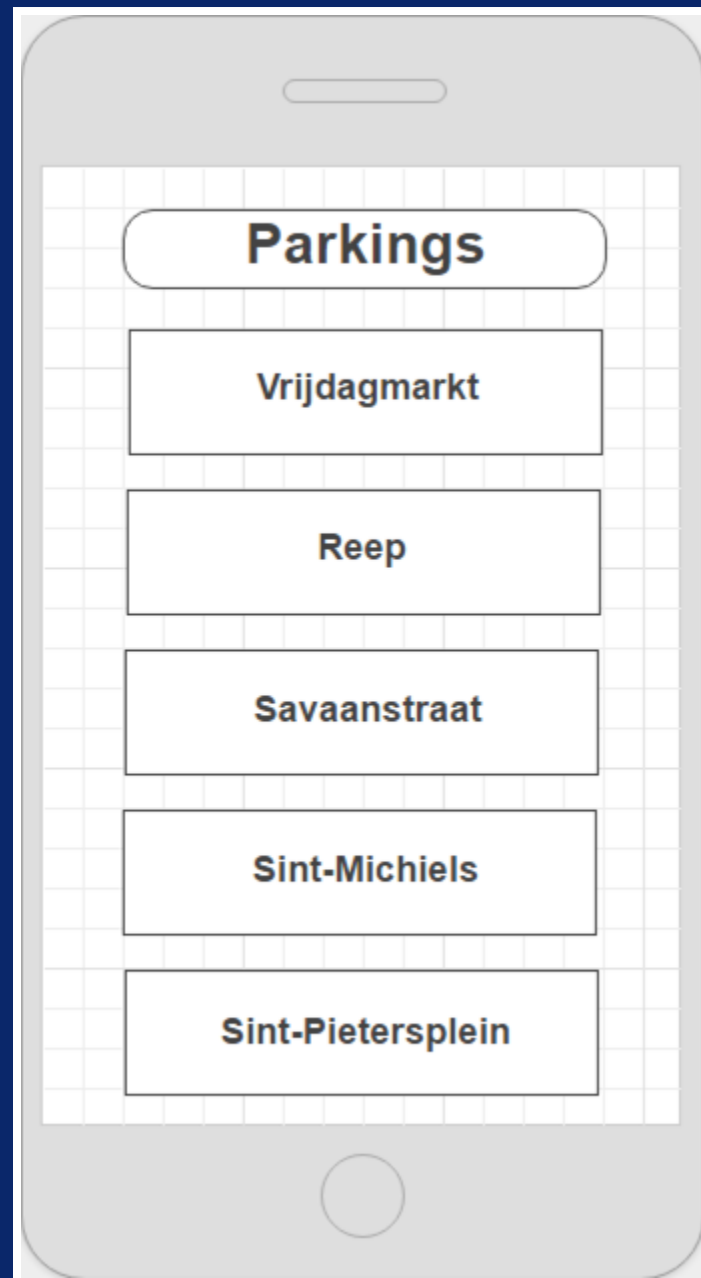 Parkings
Vrijdagmarkt
Reep
Savaanstraat
Sint-Michiels
Sint-Pietersplein